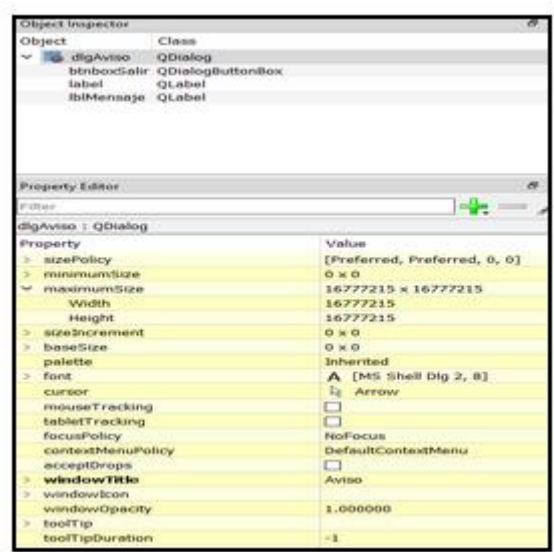 Object Inspector
Object Class
dlgAviso QDialog
btnboxSalir QDialogButtonBox
label QLabel
lblMensaje QLabel
Property Editor
Filter
dlgAviso : QDialog
Property Value
sizePolicy [Preferred, Preferred, 0, 0]
minimumSize 0 x 0
maximumSize 16777215 x 16777215
Width 16777215
Height 16777215
sizeIncrement 0 x 0
baseSize 0 x 0
palette Inherited
font A [MS Shell Dlg 2, 8]
cursor Arrow
mouseTracking
tabletTracking
focusPolicy NoFocus
contextMenuPolicy DefaultContextMenu
acceptDrops
windowTitle Aviso
windowIcon
windowOpacity 1.000000
toolTip
toolTipDuration -1